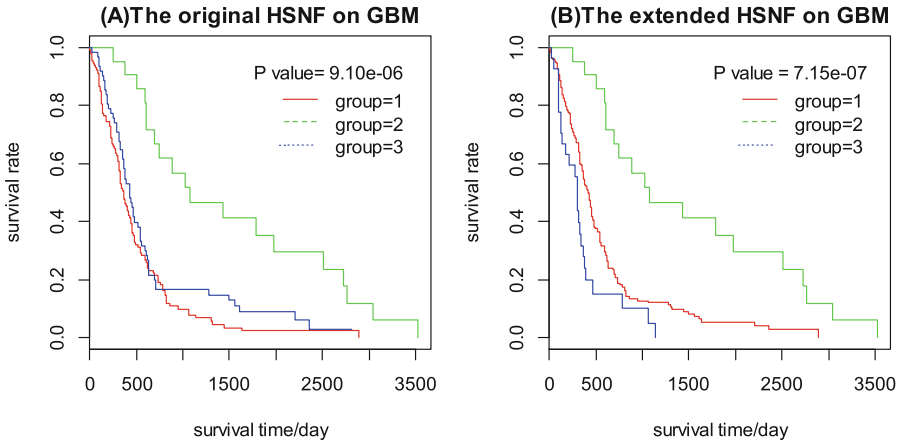 (A)The original HSNF on GBM
survival rate
0.0 0.2 0.4 0.6 0.8 1.0
P value= 9.10e-06
group=1
group=2
group=3
0 500 1500 2500 3500
survival time/day
(B)The extended HSNF on GBM
survival rate
0.0 0.2 0.4 0.6 0.8 1.0
P value = 7.15e-07
group=1
group=2
group=3
0 500 1500 2500 3500
survival time/day